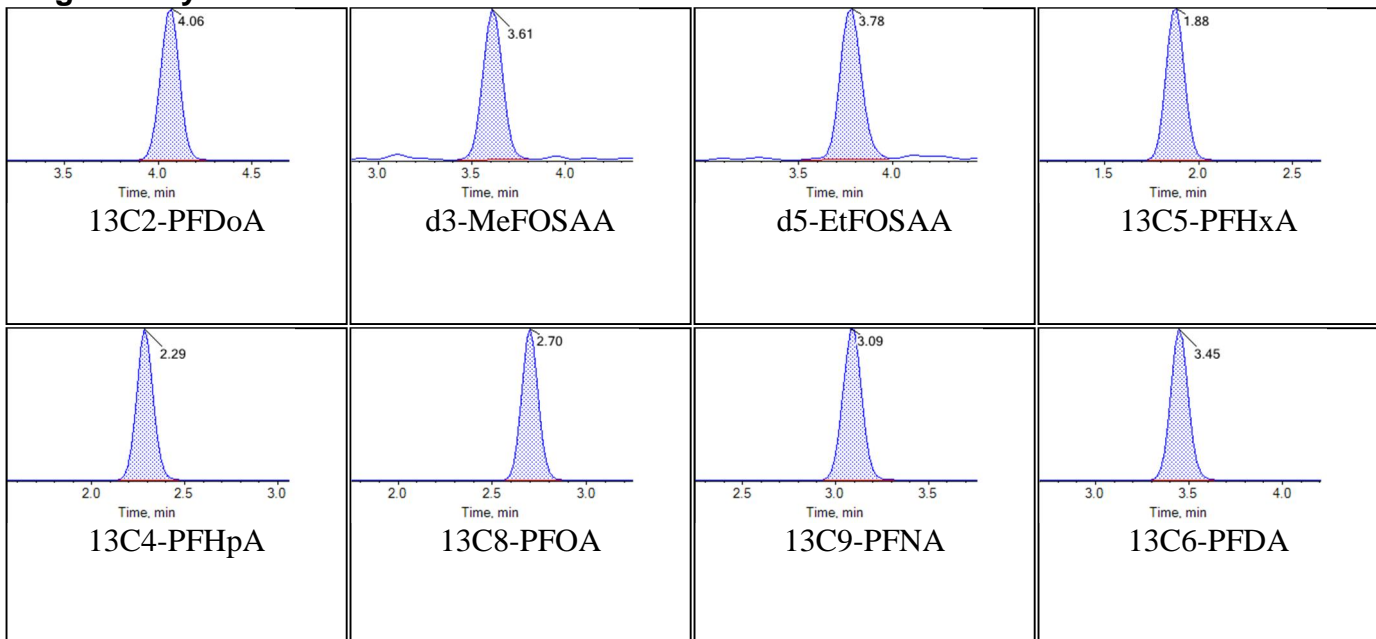 4.06
3.5 4.0 4.5
Time, min
13C2-PFDoA
3.61
3.0 3.5 4.0
Time, min
d3-MeFOSAA
3.78
3.5 4.0
Time, min
d5-EtFOSAA
1.88
1.5 2.0 2.5
Time, min
13C5-PFHxA
2.29
2.0 2.5 3.0
Time, min
13C4-PFHpA
2.70
2.0 2.5 3.0
Time, min
13C8-PFOA
3.09
2.5 3.0 3.5
Time, min
13C9-PFNA
3.45
3.0 3.5 4.0
Time, min
13C6-PFDA